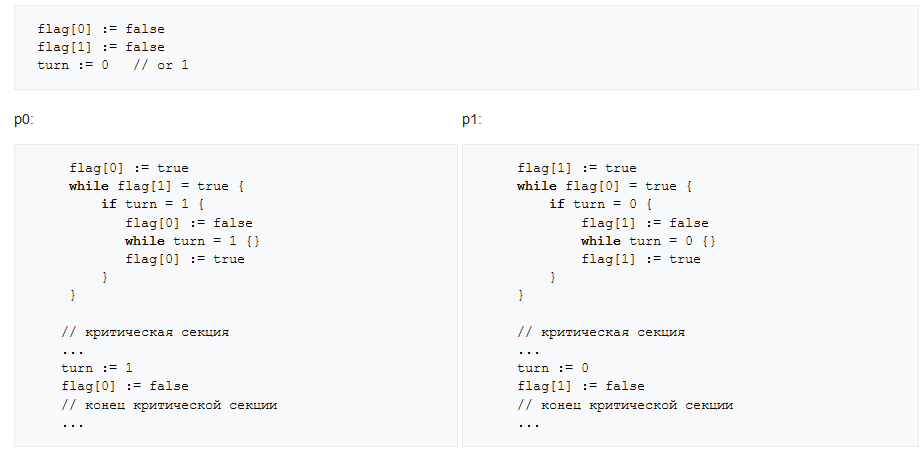 flag[0] := false
flag[1] := false
turn := 0   // or 1
p0:
flag[0] := true
while flag[1] = true {
if turn = 1 {
flag[0] := false
while turn = 1 {}
flag[0] := true
}
}
// критическая секция
...
turn := 1
flag[0] := false
// конец критической секции
...
p1:
flag[1] := true
while flag[0] = true {
if turn = 0 {
flag[1] := false
while turn = 0 {}
flag[1] := true
}
}
// критическая секция
...
turn := 0
flag[1] := false
// конец критической секции
...